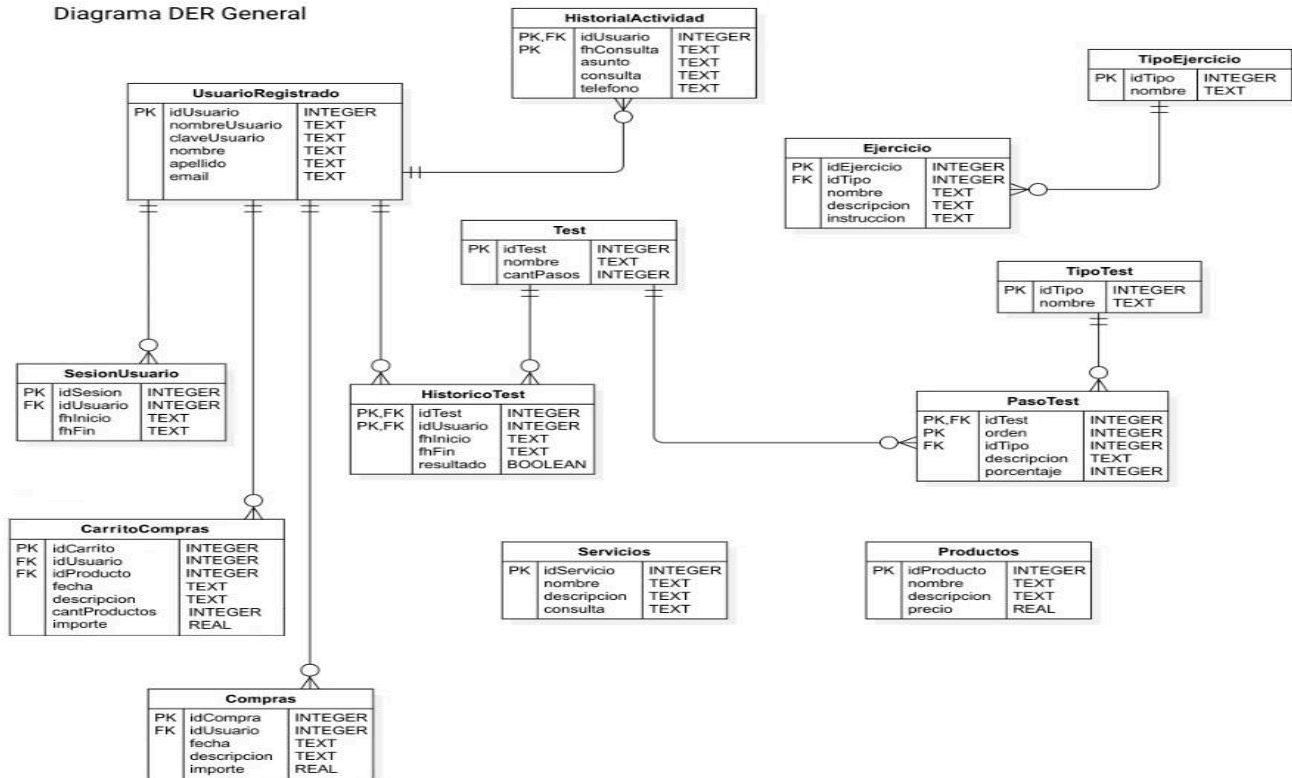 Diagrama DER General
HistorialActividad
PK,FK idUsuario INTEGER
PK fhConsulta TEXT
asunto TEXT
consulta TEXT
telefono TEXT
TipoEjercicio
PK idTipo INTEGER
nombre TEXT
UsuarioRegistrado
PK idUsuario INTEGER
nombreUsuario TEXT
claveUsuario TEXT
nombre TEXT
apellido TEXT
email TEXT
Ejercicio
PK idEjercicio INTEGER
FK idTipo INTEGER
nombre TEXT
descripcion TEXT
instruccion TEXT
Test
PK idTest INTEGER
nombre TEXT
cantPasos INTEGER
TipoTest
PK idTipo INTEGER
nombre TEXT
SesionUsuario
PK idSesion INTEGER
FK idUsuario INTEGER
fhInicio TEXT
fhFin TEXT
HistoricoTest
PK,FK idTest INTEGER
PK,FK idUsuario INTEGER
fhInicio TEXT
fhFin TEXT
resultado BOOLEAN
PasoTest
PK,FK idTest INTEGER
PK orden INTEGER
FK idTipo INTEGER
descripcion TEXT
porcentaje INTEGER
CarritoCompras
PK idCarrito INTEGER
FK idUsuario INTEGER
FK idProducto INTEGER
fecha TEXT
descripcion TEXT
cantProductos INTEGER
importe REAL
Servicios
PK idServicio INTEGER
nombre TEXT
descripcion TEXT
consulta TEXT
Productos
PK idProducto INTEGER
nombre TEXT
descripcion TEXT
precio REAL
Compras
PK idCompra INTEGER
FK idUsuario INTEGER
fecha TEXT
descripcion TEXT
importe REAL